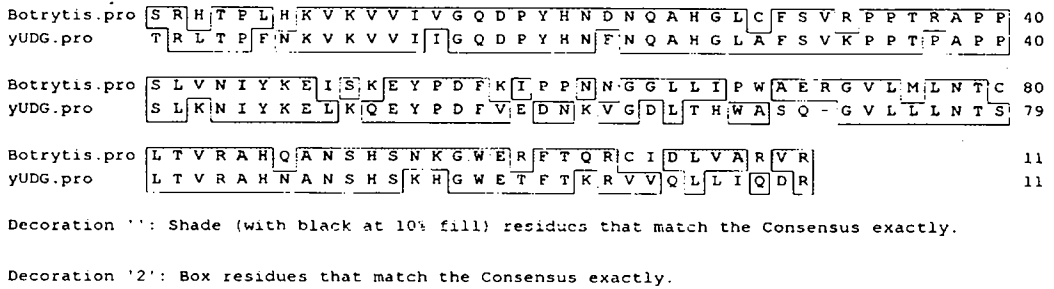 Botrytis.pro S R H T P L H K V K V V I V G Q D P Y H N D N Q A H G L C F S V R P P T R A P P 40
yUDG.pro T R L T P F N K V K V V I I G Q D P Y H N F N Q A H G L A F S V K P P T P A P P 40
Botrytis.pro S L V N I Y K E I S K E Y P D F K I P P N N G G L L I P W A E R G V L M L N T C 80
yUDG.pro S L K N I Y K E L K Q E Y P D F V E D N K V G D L T H W A S Q - G V L L L N T S 79
Botrytis.pro L T V R A H Q A N S H S N K G W E R F T Q R C I D L V A R V R 11
yUDG.pro L T V R A H N A N S H S K H G W E T F T K R V V Q L L I Q D R 11
Decoration '': Shade (with black at 10% fill) residues that match the Consensus exactly.
Decoration '2': Box residues that match the Consensus exactly.